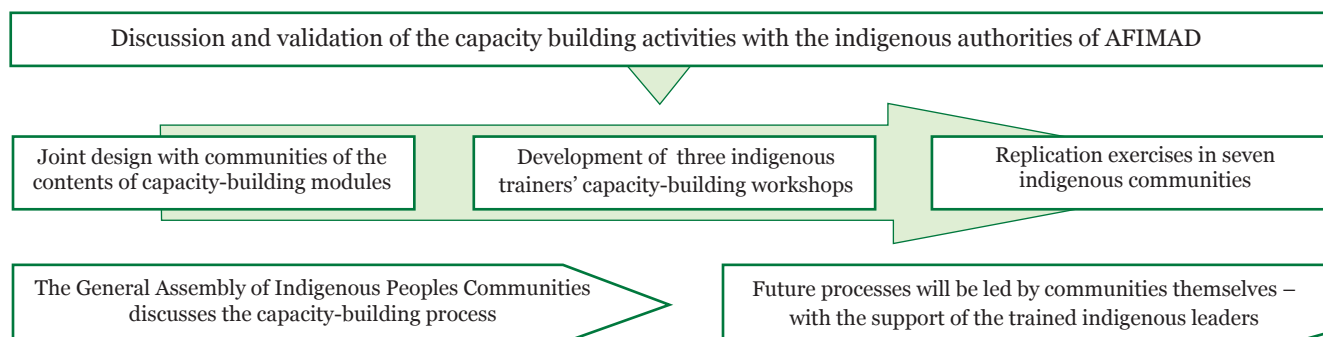 Discussion and validation of the capacity building activities with the indigenous authorities of AFIMAD
Joint design with communities of the
contents of capacity-building modules
Development of three indigenous
trainers' capacity-building workshops
Replication exercises in seven
indigenous communities
The General Assembly of Indigenous Peoples Communities
discusses the capacity-building process
Future processes will be led by communities themselves –
with the support of the trained indigenous leaders